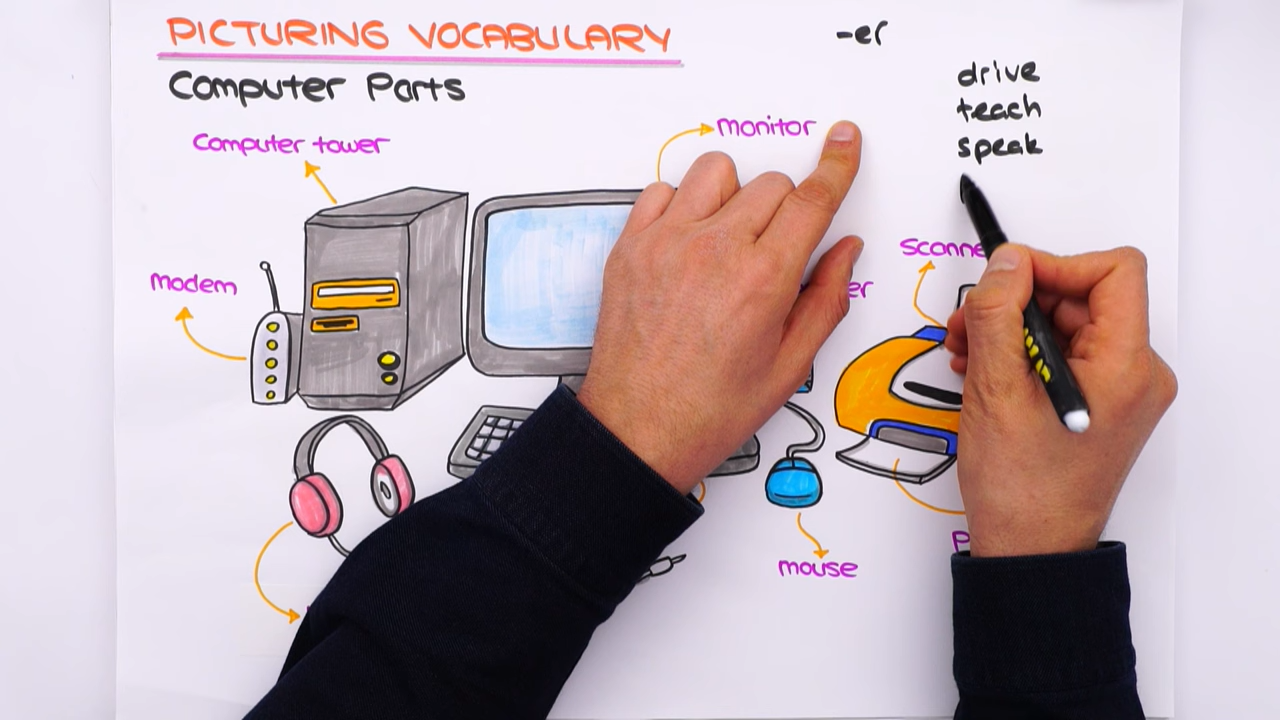 PICTURING VOCABULARY
-er
Computer Parts
drive
teach
speak
Computer tower
monitor
modem
mouse